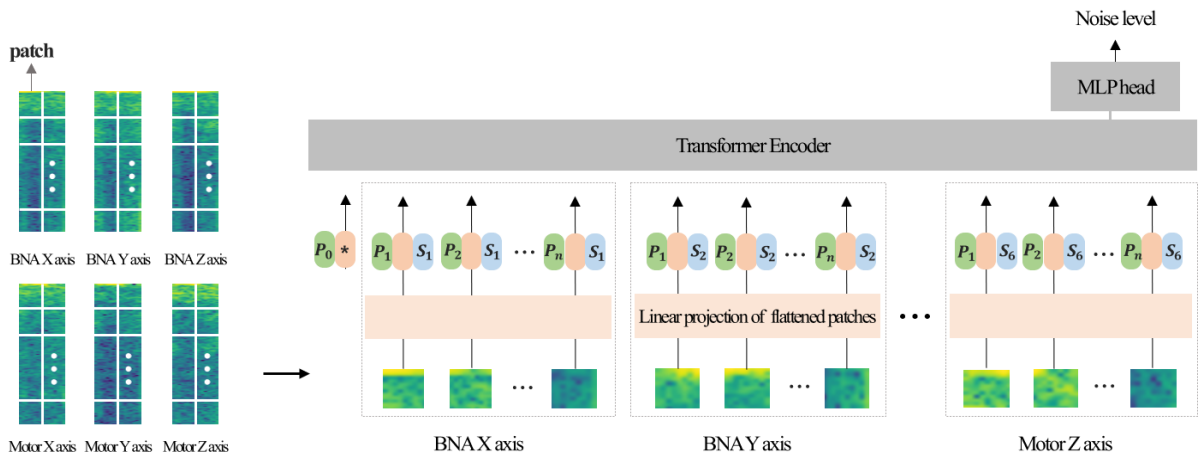 patch
BNA X axis BNA Y axis BNA Z axis
Motor X axis Motor Y axis Motor Z axis
Noise level
MLP head
Transformer Encoder
P0 * P1 S1 P2 S1 ... Pn S1 P1 S2 P2 S2 ... Pn S2 P1 S6 P2 S6 ... Pn S6
Linear projection of flattened patches ...
... ... ...
BNA X axis BNA Y axis Motor Z axis